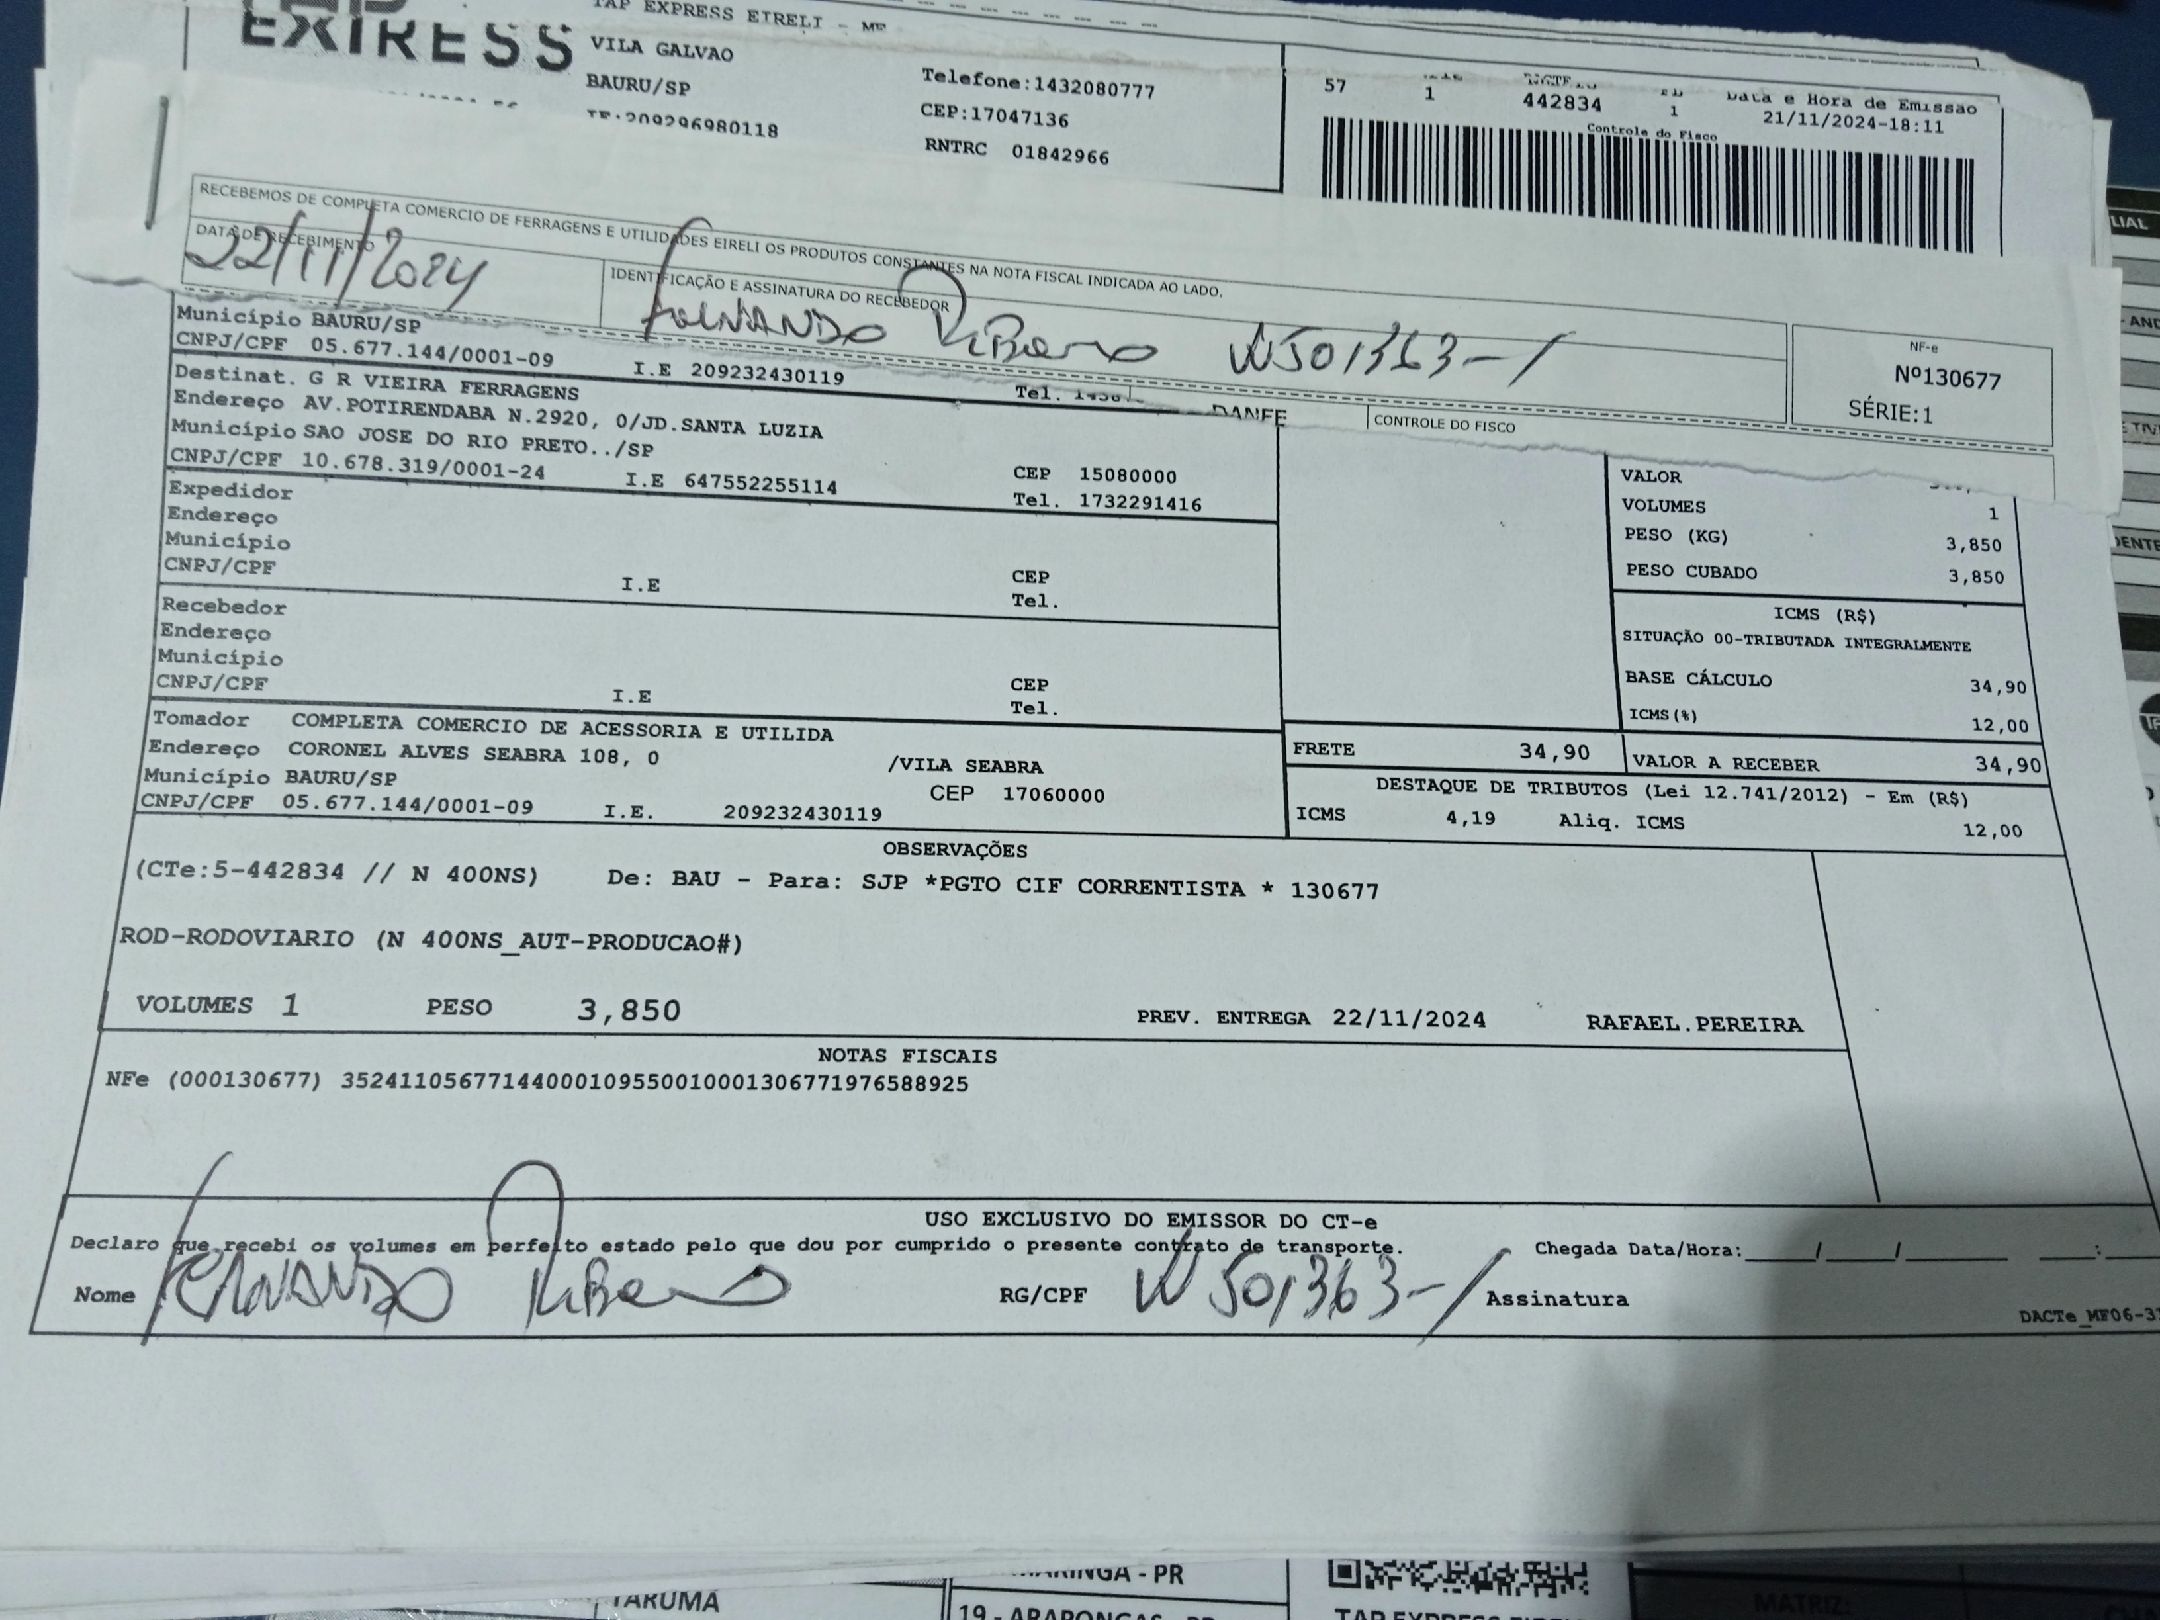 EXPRESS
TAP EXPRESS EIRELI - ME
VILA GALVAO
BAURU/SP
Telefone:1432080777
CEP:17047136
RNTRC 01842966
57 1 442834 1
Data e Hora de Emissao
21/11/2024-18:11
Controle do Fisco
RECEBEMOS DE COMPLETA COMERCIO DE FERRAGENS E UTILIDADES EIRELI OS PRODUTOS CONSTANTES NA NOTA FISCAL INDICADA AO LADO.
DATA DE RECEBIMENTO
22/11/2024
IDENTIFICAÇÃO E ASSINATURA DO RECEBEDOR
FERNANDO
NF-e
Nº130677
SÉRIE:1
DANFE
CONTROLE DO FISCO
Município BAURU/SP
CNPJ/CPF 05.677.144/0001-09 I.E 209232430119 Tel.
Destinat. G R VIEIRA FERRAGENS
Endereço AV.POTIRENDABA N.2920, 0/JD.SANTA LUZIA
Município SAO JOSE DO RIO PRETO../SP CEP 15080000
CNPJ/CPF 10.678.319/0001-24 I.E 647552255114 Tel. 1732291416
Expedidor
Endereço
Município CEP
CNPJ/CPF I.E Tel.
Recebedor
Endereço
Município CEP
CNPJ/CPF I.E Tel.
Tomador COMPLETA COMERCIO DE ACESSORIA E UTILIDA
Endereço CORONEL ALVES SEABRA 108, 0 /VILA SEABRA
Município BAURU/SP CEP 17060000
CNPJ/CPF 05.677.144/0001-09 I.E. 209232430119
VALOR
VOLUMES 1
PESO (KG) 3,850
PESO CUBADO 3,850
ICMS (R$)
SITUAÇÃO 00-TRIBUTADA INTEGRALMENTE
BASE CÁLCULO 34,90
ICMS(%) 12,00
FRETE 34,90 VALOR A RECEBER 34,90
DESTAQUE DE TRIBUTOS (Lei 12.741/2012) - Em (R$)
ICMS 4,19 Aliq. ICMS 12,00
OBSERVAÇÕES
(CTe:5-442834 // N 400NS) De: BAU - Para: SJP *PGTO CIF CORRENTISTA * 130677
ROD-RODOVIARIO (N 400NS_AUT-PRODUCAO#)
VOLUMES 1 PESO 3,850 PREV. ENTREGA 22/11/2024 RAFAEL.PEREIRA
NOTAS FISCAIS
NFe (000130677) 35241105677144000109550010001306771976588925
USO EXCLUSIVO DO EMISSOR DO CT-e
Declaro que recebi os volumes em perfeito estado pelo que dou por cumprido o presente contrato de transporte. Chegada Data/Hora:
Nome FERNANDO RG/CPF Assinatura
- PR
TARUMA